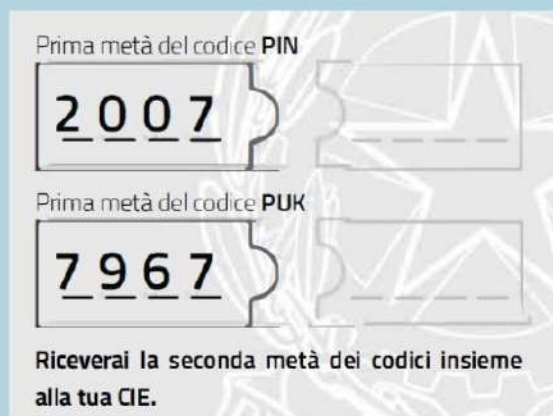 Prima metà del codice PIN
2007
Prima metà del codice PUK
7967
Riceverai la seconda metà dei codici insieme
alla tua CIE.